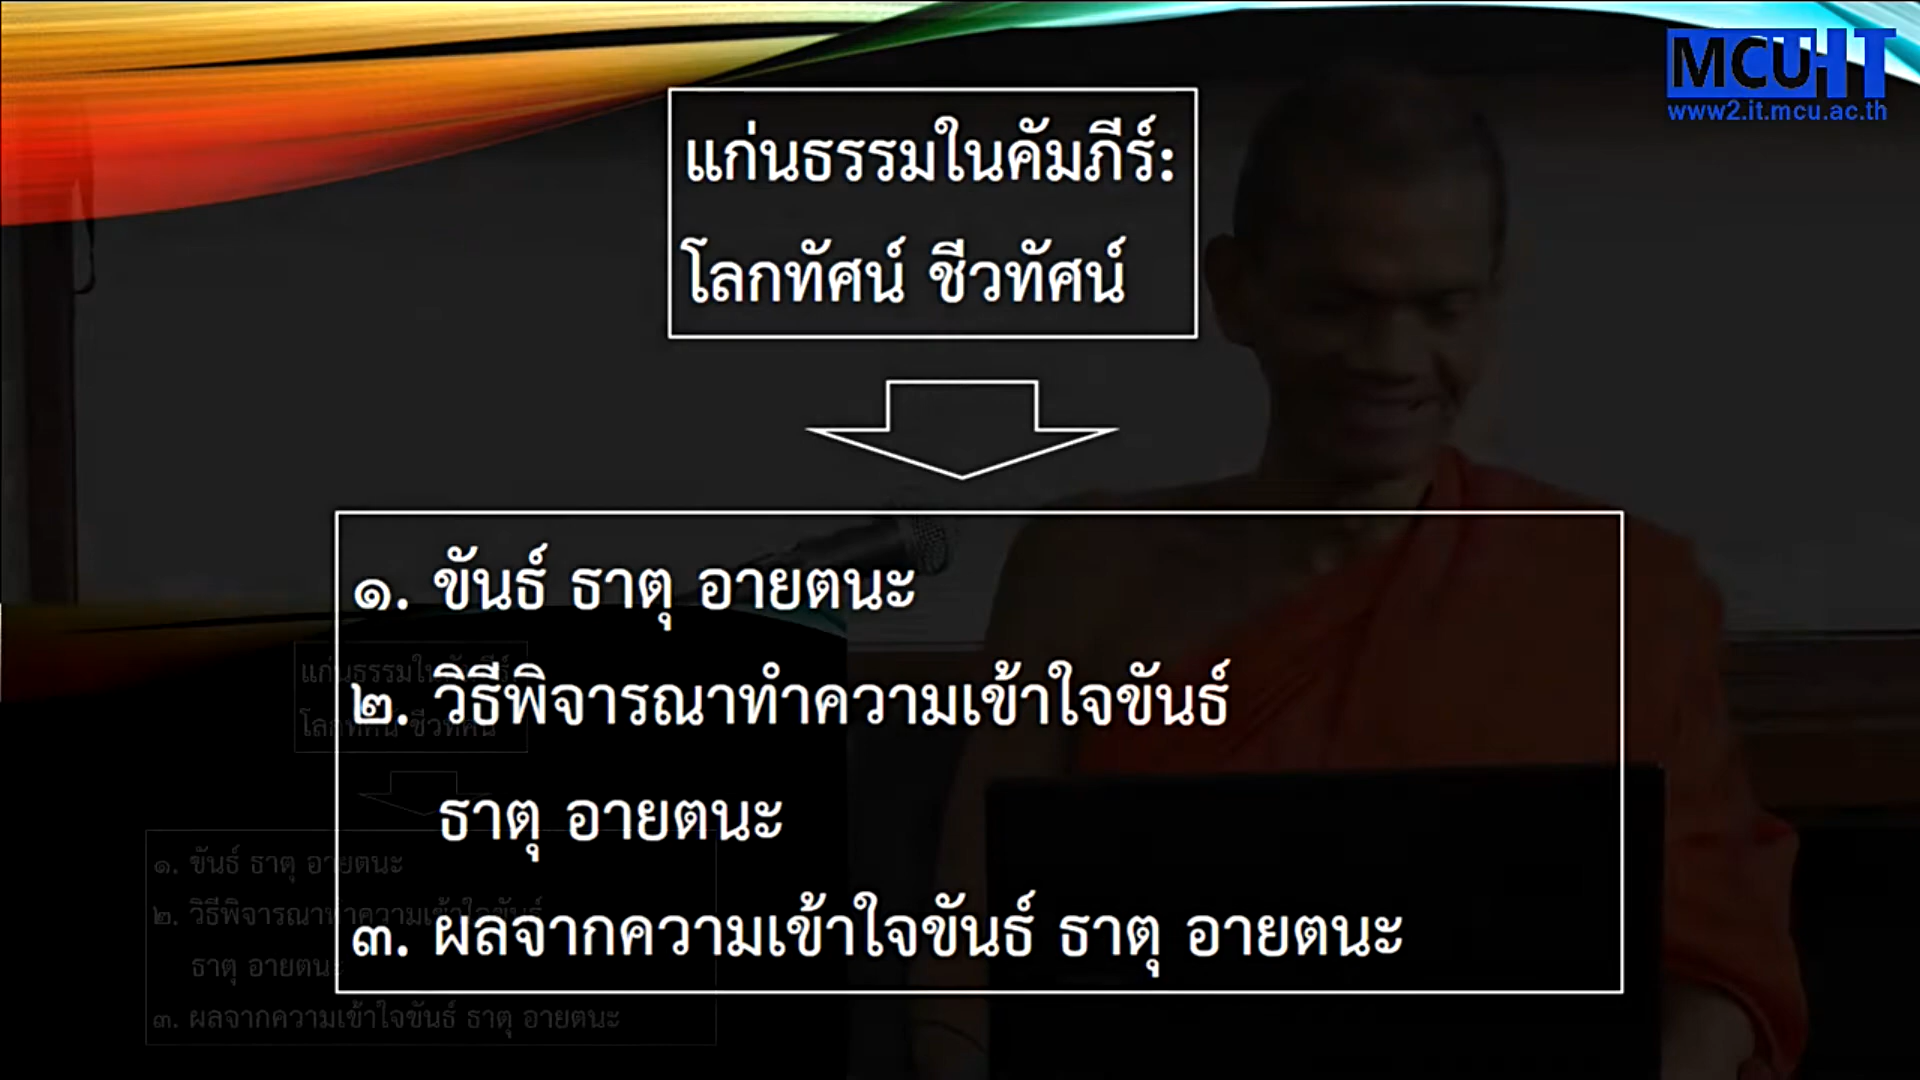 MCU-IT
www2.it.mcu.ac.th
แก่นธรรมในคัมภีร์:
โลกทัศน์ ชีวทัศน์
๑. ขันธ์ ธาตุ อายตนะ
๒. วิธีพิจารณาทำความเข้าใจขันธ์
ธาตุ อายตนะ
๓. ผลจากความเข้าใจขันธ์ ธาตุ อายตนะ